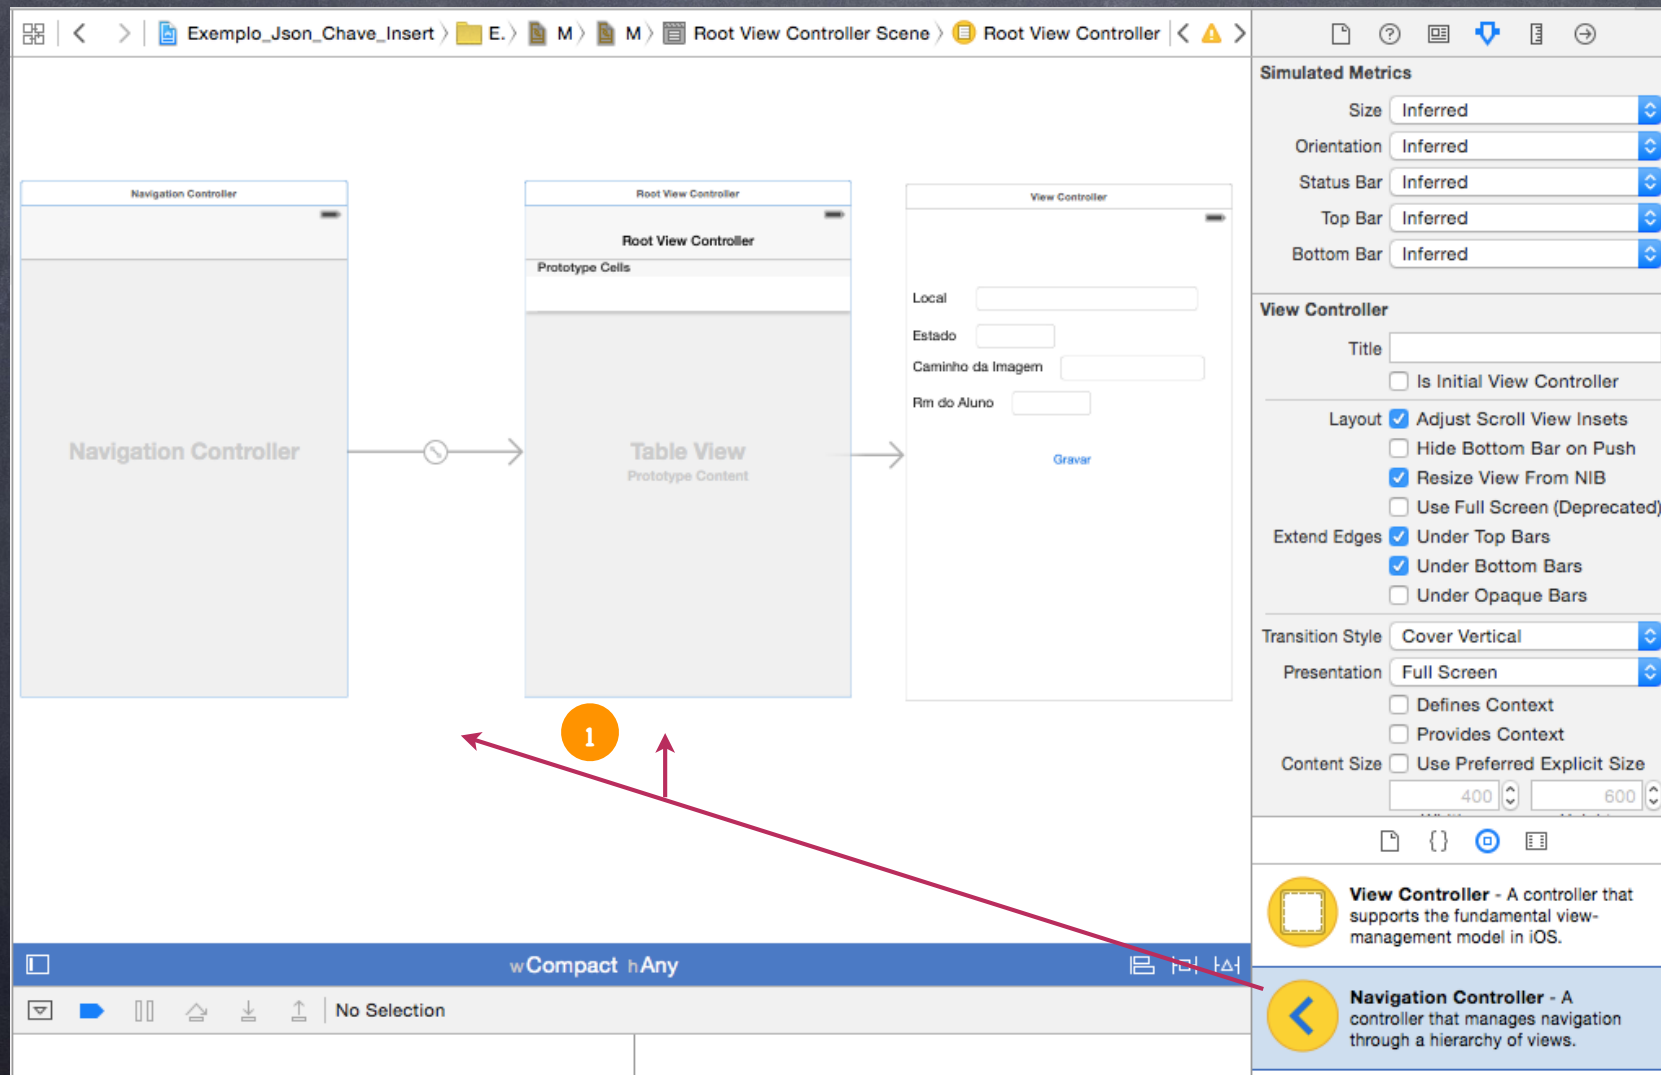 Exemplo_Json_Chave_Insert E. M M Root View Controller Scene Root View Controller
Navigation Controller
Navigation Controller
Root View Controller
Root View Controller
Prototype Cells
Table View
Prototype Content
View Controller
Local
Estado
Caminho da Imagem
Rm do Aluno
Gravar
1
wCompact hAny
No Selection
Simulated Metrics
Size Inferred
Orientation Inferred
Status Bar Inferred
Top Bar Inferred
Bottom Bar Inferred
View Controller
Title
Is Initial View Controller
Layout Adjust Scroll View Insets
Hide Bottom Bar on Push
Resize View From NIB
Use Full Screen (Deprecated)
Extend Edges Under Top Bars
Under Bottom Bars
Under Opaque Bars
Transition Style Cover Vertical
Presentation Full Screen
Defines Context
Provides Context
Content Size Use Preferred Explicit Size
400 600
{}
View Controller - A controller that
supports the fundamental view-
management model in iOS.
Navigation Controller - A
controller that manages navigation
through a hierarchy of views.